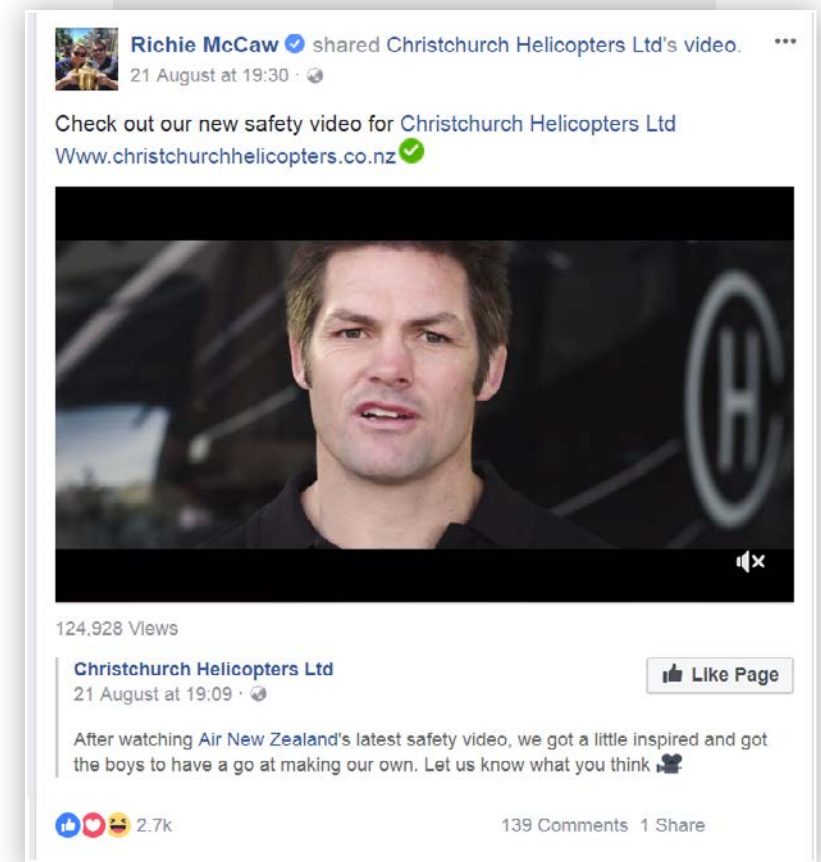 Richie McCaw shared Christchurch Helicopters Ltd's video.
21 August at 19:30 ·
Check out our new safety video for Christchurch Helicopters Ltd
Www.christchurchhelicopters.co.nz
H
124,928 Views
Christchurch Helicopters Ltd
Like Page
21 August at 19:09 ·
After watching Air New Zealand's latest safety video, we got a little inspired and got
the boys to have a go at making our own. Let us know what you think
2.7k
139 Comments 1 Share